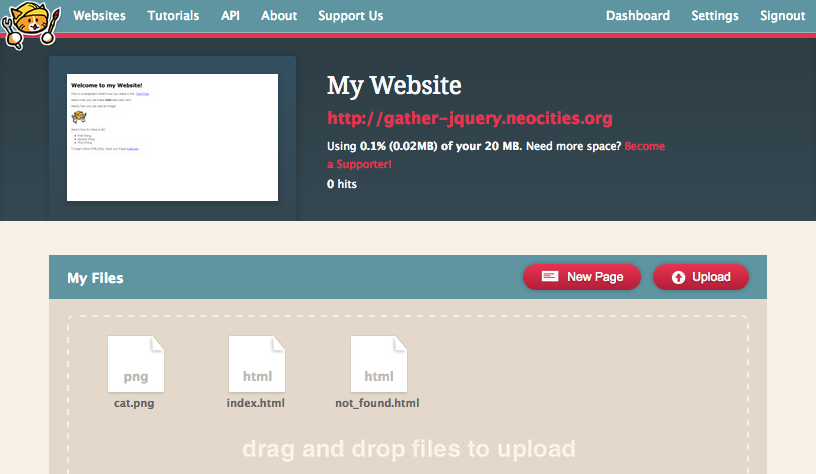 Websites Tutorials API About Support Us Dashboard Settings Signout
Welcome to my Website!
My Website
http://gather-jquery.neocities.org
Using 0.1% (0.02MB) of your 20 MB. Need more space? Become
a Supporter!
0 hits
My Files
New Page
Upload
png
html
html
cat.png
index.html
not_found.html
drag and drop files to upload